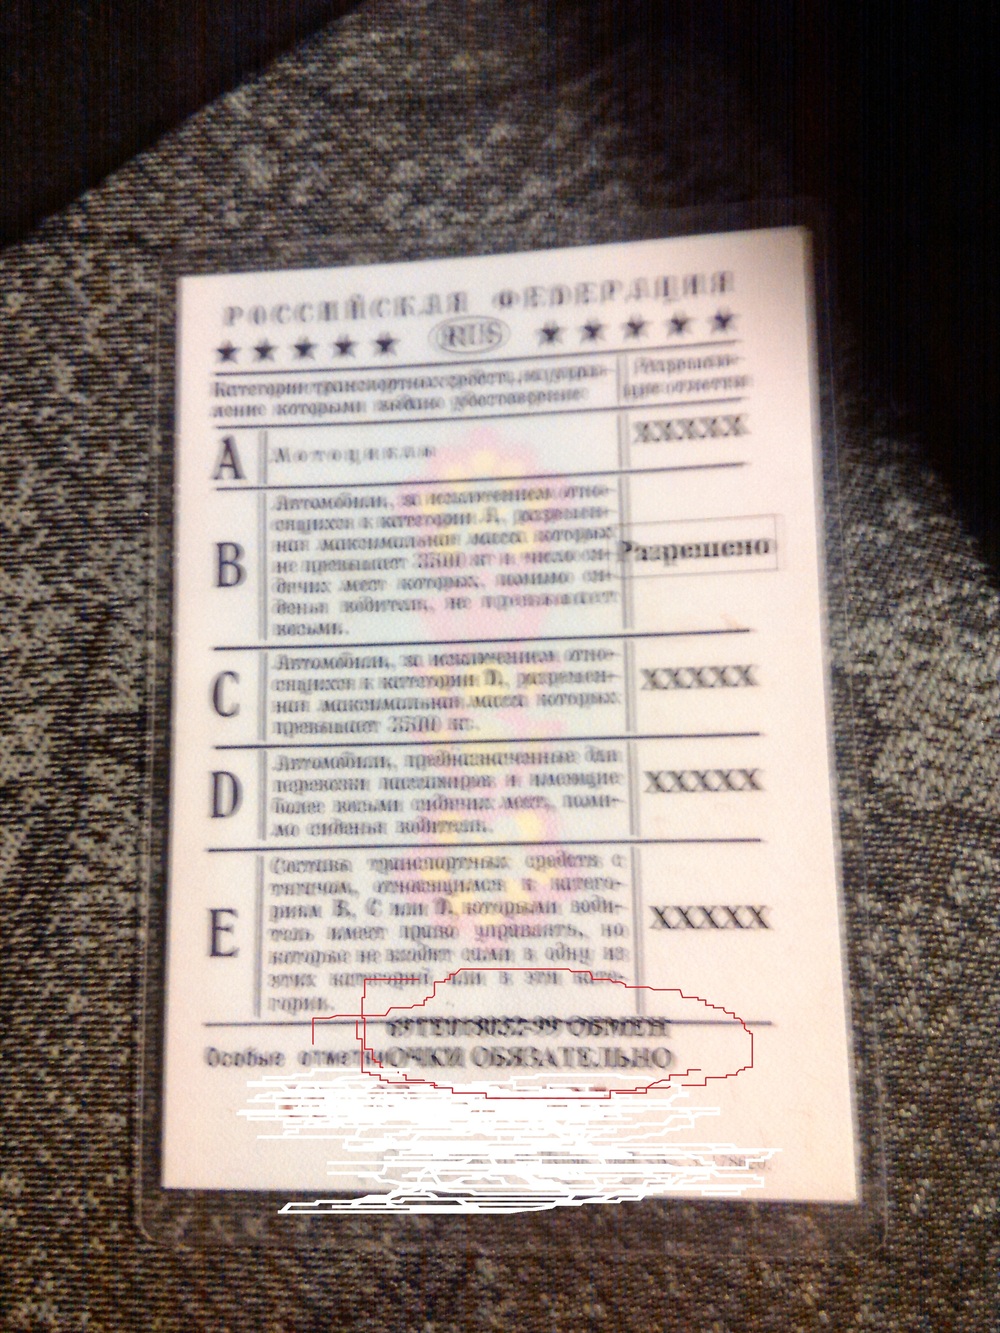 РОССИЙСКАЯ ФЕДЕРАЦИЯ
★★★★★ RUS ★★★★★
Категории транспортных средств, на управ-
ление которыми выдано удостоверение
Разрешаю-
щие отметки
A
Мотоциклы
XXXXX
B
Автомобили, за исключением отно-
сящихся к категории A, разрешен-
ная максимальная масса которых
не превышает 3500 кг и число си-
дячих мест которых, помимо си-
денья водителя, не превышает
восьми.
Разрешено
C
Автомобили, за исключением отно-
сящихся к категории D, разрешен-
ная максимальная масса которых
превышает 3500 кг.
XXXXX
D
Автомобили, предназначенные для
перевозки пассажиров и имеющие
более восьми сидячих мест, поми-
мо сиденья водителя.
XXXXX
E
Составы транспортных средств с
тягачом, относящимся к катего-
риям B, C или D, которыми води-
тель имеет право управлять, но
которые не входят сами в одну из
этих категорий или в эти кате-
гории.
XXXXX
ОБМЕН
Особые отметки ОЧКИ ОБЯЗАТЕЛЬНО